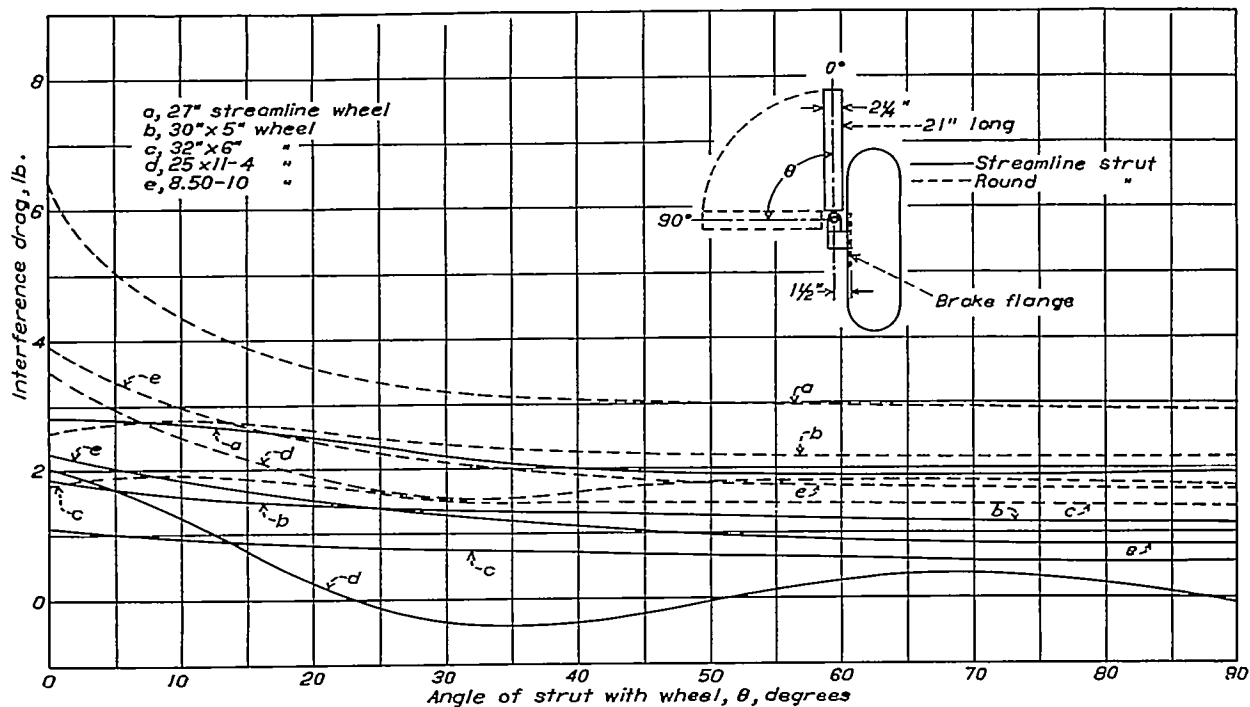 8
6
4
2
0
Interference drag, lb.
a, 27" streamline wheel
b, 30" x 5" wheel
c, 32" x 6" "
d, 25 x 11-4 "
e, 8.50-10 "
0°
2¼"
21" long
θ
90°
1½"
Brake flange
Streamline strut
Round "
e
a
b
a
d
e
c
b
e
b
c
c
d
e
0 10 20 30 40 50 60 70 80 90
Angle of strut with wheel, θ, degrees